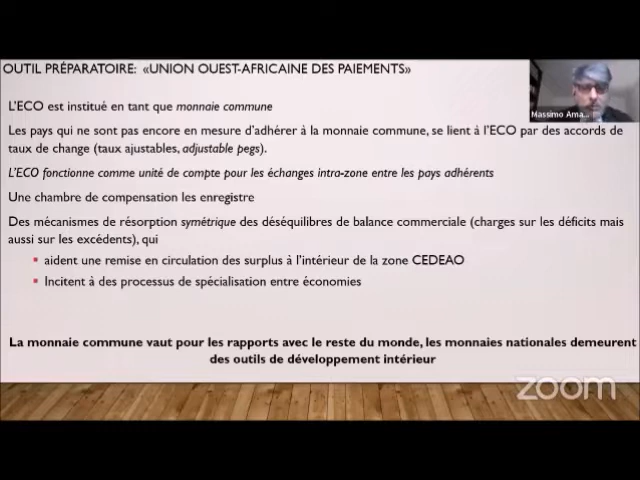 OUTIL PRÉPARATOIRE: «UNION OUEST-AFRICAINE DES PAIEMENTS»
Massimo Ama...
L'ECO est institué en tant que monnaie commune
Les pays qui ne sont pas encore en mesure d'adhérer à la monnaie commune, se lient à l'ECO par des accords de
taux de change (taux ajustables, adjustable pegs).
L'ECO fonctionne comme unité de compte pour les échanges intra-zone entre les pays adhérents
Une chambre de compensation les enregistre
Des mécanismes de résorption symétrique des déséquilibres de balance commerciale (charges sur les déficits mais
aussi sur les excédents), qui
▪ aident une remise en circulation des surplus à l'intérieur de la zone CEDEAO
▪ Incitent à des processus de spécialisation entre économies
La monnaie commune vaut pour les rapports avec le reste du monde, les monnaies nationales demeurent
des outils de développement intérieur
zoom